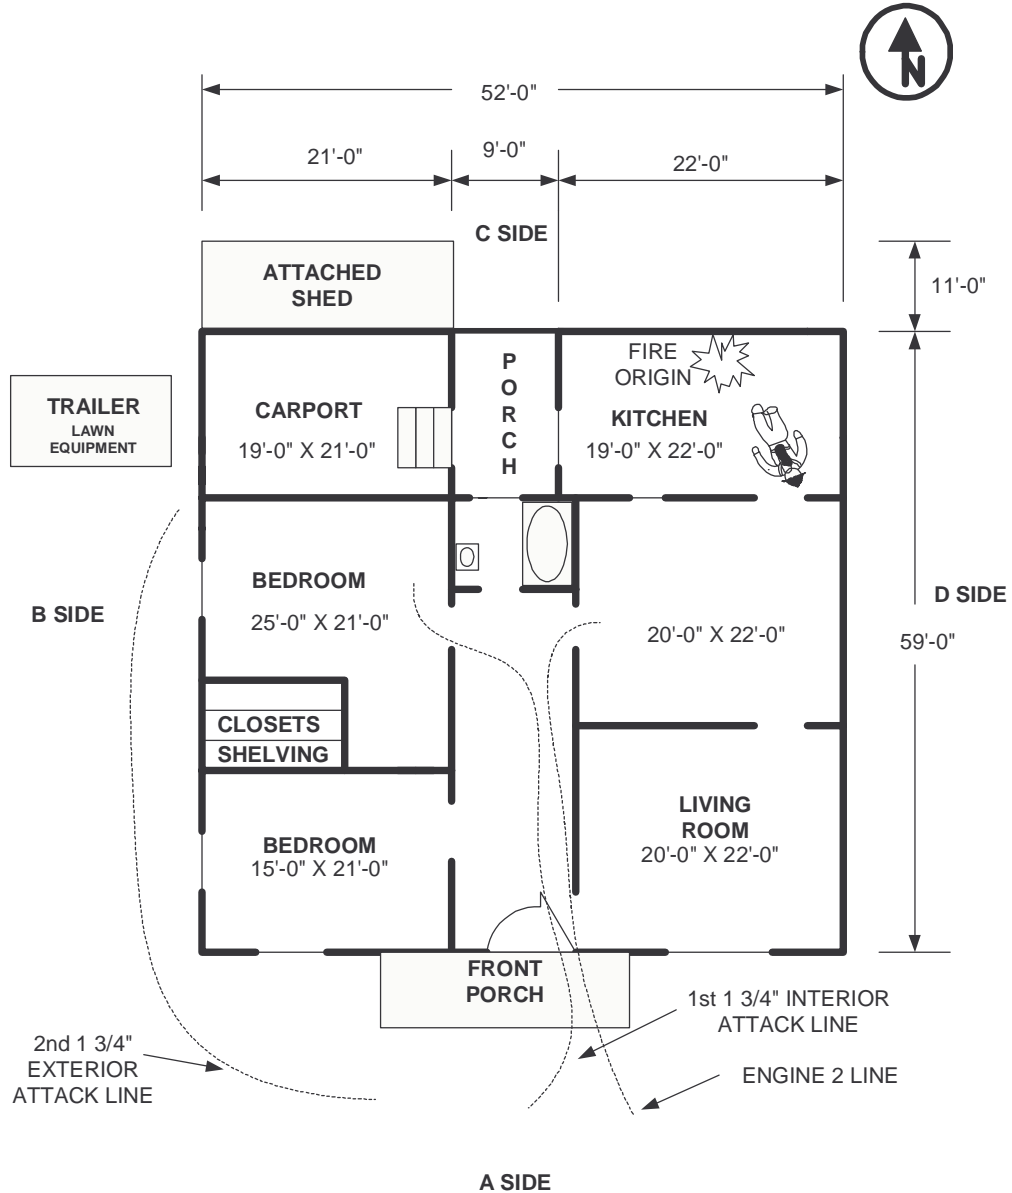 N
52'-0"
21'-0"
9'-0"
22'-0"
C SIDE
11'-0"
ATTACHED
SHED
TRAILER
LAWN
EQUIPMENT
CARPORT
19'-0" X 21'-0"
P
O
R
C
H
FIRE
ORIGIN
KITCHEN
19'-0" X 22'-0"
B SIDE
BEDROOM
25'-0" X 21'-0"
20'-0" X 22'-0"
D SIDE
59'-0"
CLOSETS
SHELVING
BEDROOM
15'-0" X 21'-0"
LIVING
ROOM
20'-0" X 22'-0"
FRONT
PORCH
1st 1 3/4" INTERIOR
ATTACK LINE
2nd 1 3/4"
EXTERIOR
ATTACK LINE
ENGINE 2 LINE
A SIDE